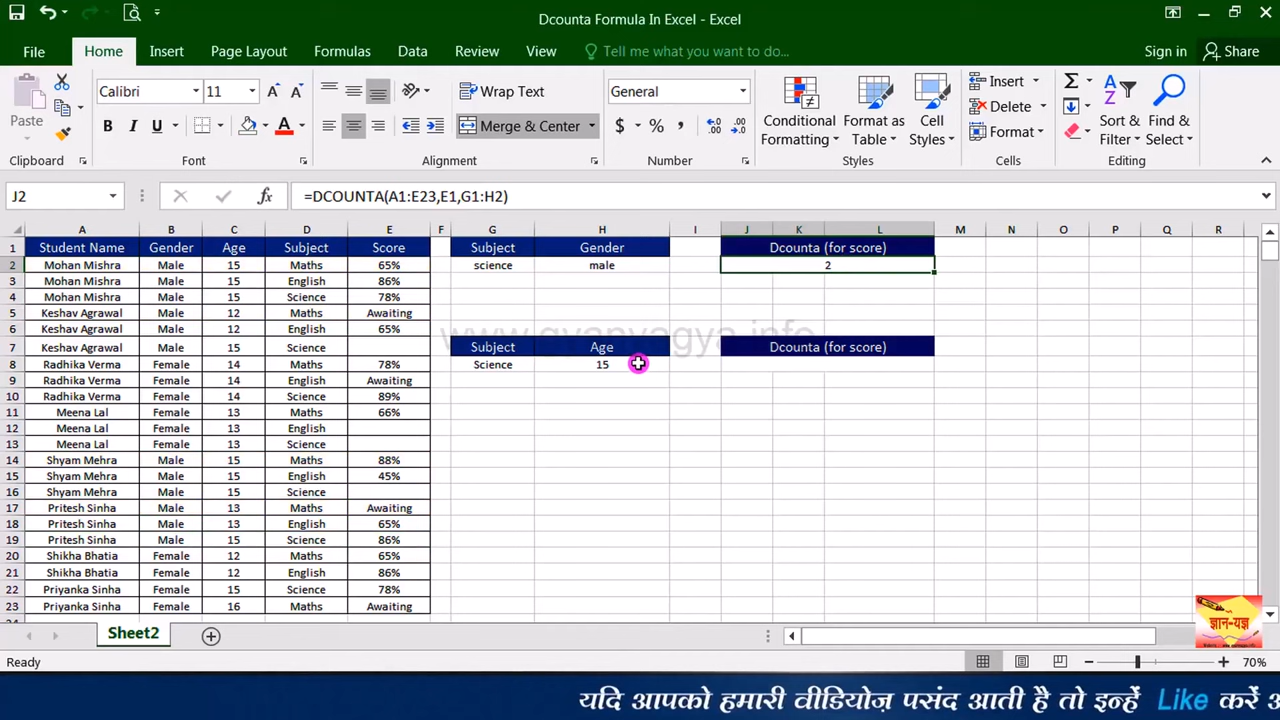 Dcounta Formula In Excel - Excel
File Home Insert Page Layout Formulas Data Review View Tell me what you want to do... Sign in Share
Paste Calibri 11 Wrap Text General Conditional Formatting Format as Table Cell Styles Insert Sort & Filter Find & Select
B I U Merge & Center $ % , Delete
Format
Clipboard Font Alignment Number Styles Cells Editing
J2 fx =DCOUNTA(A1:E23,E1,G1:H2)
A B C D E F G H I J K L M N O P Q R
1 Student Name Gender Age Subject Score Subject Gender Dcounta (for score)
2 Mohan Mishra Male 15 Maths 65% science male 2
3 Mohan Mishra Male 15 English 86%
4 Mohan Mishra Male 15 Science 78%
5 Keshav Agrawal Male 12 Maths Awaiting
6 Keshav Agrawal Male 12 English 65%
www.gyanyagya.info
7 Keshav Agrawal Male 15 Science Subject Age Dcounta (for score)
8 Radhika Verma Female 14 Maths 78% Science 15
9 Radhika Verma Female 14 English Awaiting
10 Radhika Verma Female 14 Science 89%
11 Meena Lal Female 13 Maths 66%
12 Meena Lal Female 13 English
13 Meena Lal Female 13 Science
14 Shyam Mehra Male 15 Maths 88%
15 Shyam Mehra Male 15 English 45%
16 Shyam Mehra Male 15 Science
17 Pritesh Sinha Male 13 Maths Awaiting
18 Pritesh Sinha Male 13 English 65%
19 Pritesh Sinha Male 15 Science 86%
20 Shikha Bhatia Female 12 Maths 65%
21 Shikha Bhatia Female 12 English 86%
22 Priyanka Sinha Female 15 Science 78%
23 Priyanka Sinha Female 16 Maths Awaiting
ज्ञान-यज्ञ
Sheet2
Ready 70%
यदि आपको हमारी वीडियोज़ पसंद आती है तो इन्हें Like करें